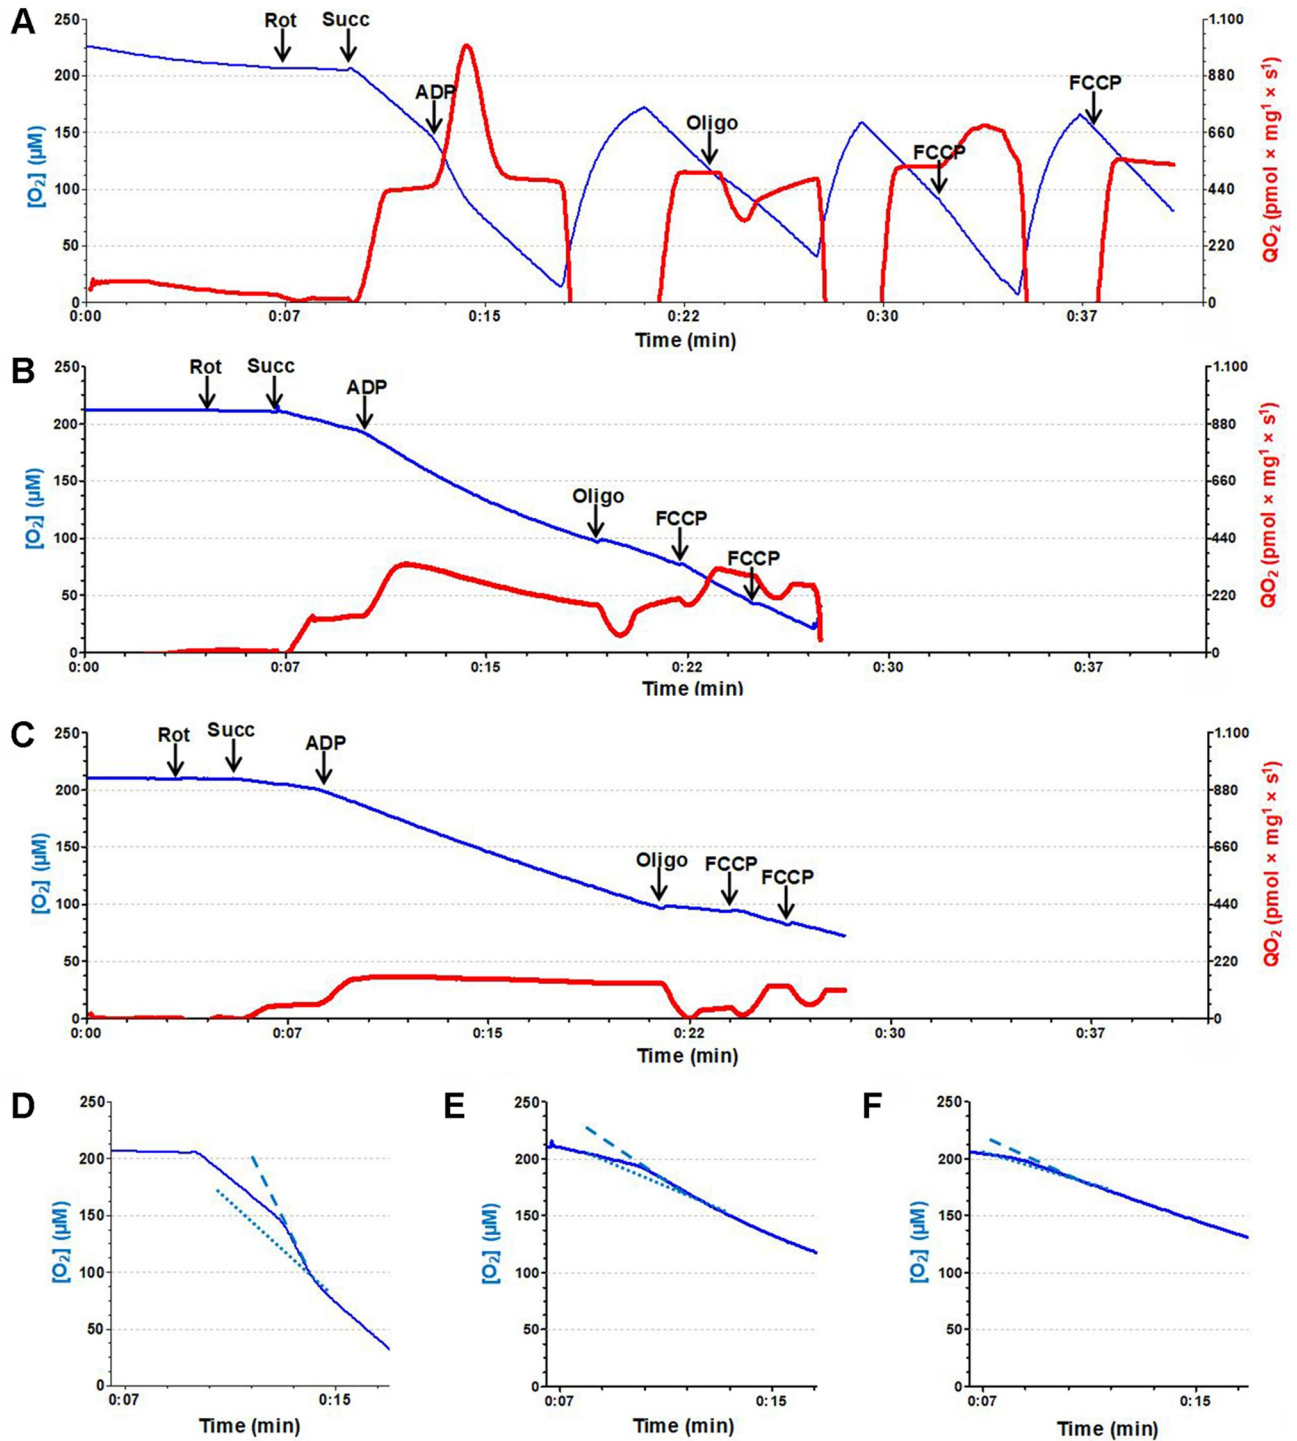 A
Rot Succ
ADP
Oligo
FCCP
FCCP
250
200
150
100
50
0
[O2] (µM)
1.100
880
660
440
220
0
QO2 (pmol × mg¹ × s¹)
0:00 0:07 0:15 0:22 0:30 0:37
Time (min)
B
Rot Succ
ADP
Oligo
FCCP
FCCP
250
200
150
100
50
0
[O2] (µM)
1.100
880
660
440
220
0
QO2 (pmol × mg¹ × s¹)
0:00 0:07 0:15 0:22 0:30 0:37
Time (min)
C
Rot Succ
ADP
Oligo
FCCP
FCCP
250
200
150
100
50
0
[O2] (µM)
1.100
880
660
440
220
0
QO2 (pmol × mg¹ × s¹)
0:00 0:07 0:15 0:22 0:30 0:37
Time (min)
D
250
200
150
100
50
0
[O2] (µM)
0:07 0:15
Time (min)
E
250
200
150
100
50
0
[O2] (µM)
0:07 0:15
Time (min)
F
250
200
150
100
50
0
[O2] (µM)
0:07 0:15
Time (min)